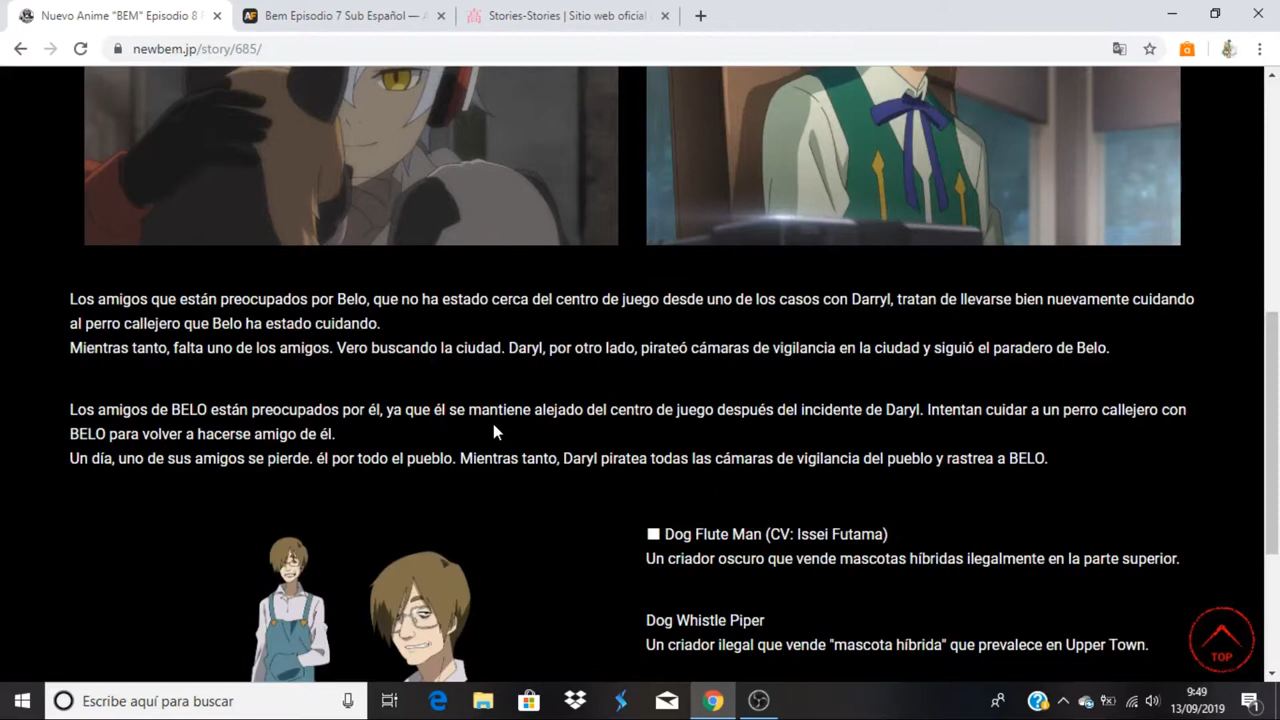 Nuevo Anime "BEM" Episodio 8
Bem Episodio 7 Sub Español — A
Stories-Stories | Sitio web oficial
newbem.jp/story/685/
Los amigos que están preocupados por Belo, que no ha estado cerca del centro de juego desde uno de los casos con Darryl, tratan de llevarse bien nuevamente cuidando
al perro callejero que Belo ha estado cuidando.
Mientras tanto, falta uno de los amigos. Vero buscando la ciudad. Daryl, por otro lado, pirateó cámaras de vigilancia en la ciudad y siguió el paradero de Belo.
Los amigos de BELO están preocupados por él, ya que él se mantiene alejado del centro de juego después del incidente de Daryl. Intentan cuidar a un perro callejero con
BELO para volver a hacerse amigo de él.
Un día, uno de sus amigos se pierde. él por todo el pueblo. Mientras tanto, Daryl piratea todas las cámaras de vigilancia del pueblo y rastrea a BELO.
■ Dog Flute Man (CV: Issei Futama)
Un criador oscuro que vende mascotas híbridas ilegalmente en la parte superior.
Dog Whistle Piper
Un criador ilegal que vende "mascota híbrida" que prevalece en Upper Town.
TOP
Escribe aquí para buscar
9:49
13/09/2019